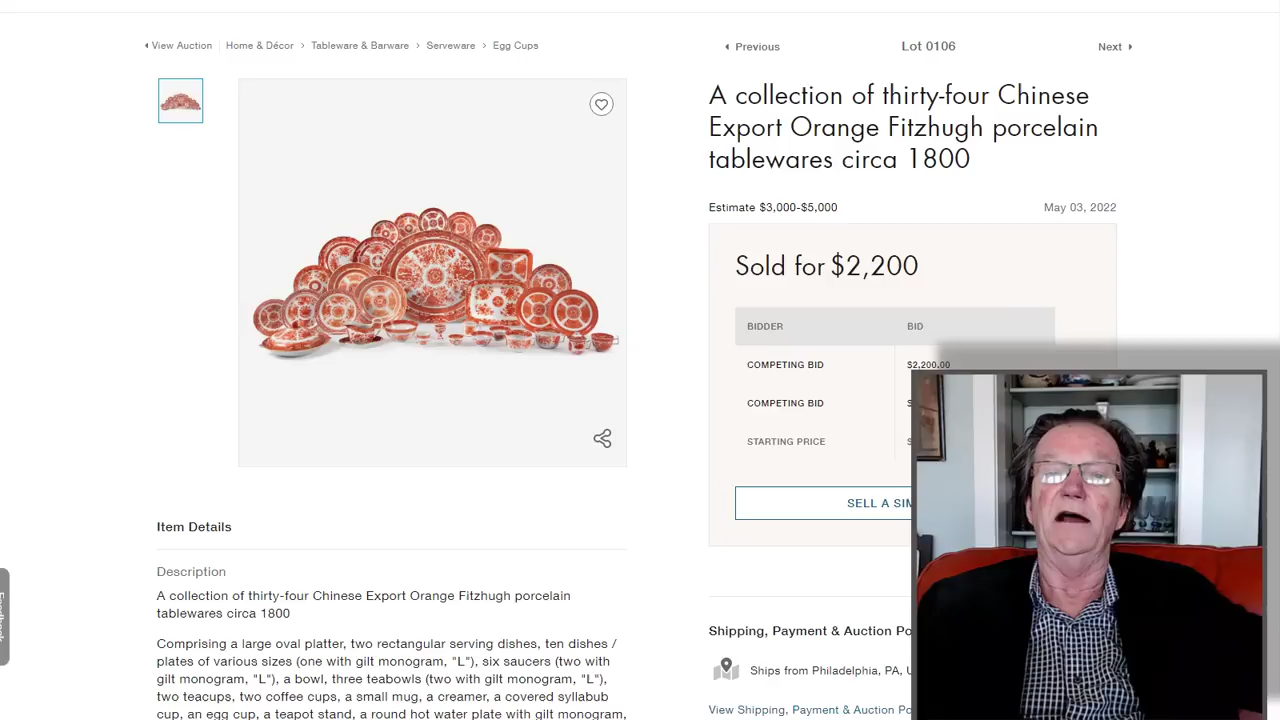 View Auction
Home & Décor
Tableware & Barware
Serveware
Egg Cups
Previous
Lot 0106
Next
A collection of thirty-four Chinese
Export Orange Fitzhugh porcelain
tablewares circa 1800
Estimate $3,000-$5,000
May 03, 2022
Sold for $2,200
BIDDER
BID
COMPETING BID
$2,200.00
COMPETING BID
$
STARTING PRICE
$
SELL A SIM
Item Details
Description
A collection of thirty-four Chinese Export Orange Fitzhugh porcelain
tablewares circa 1800
Comprising a large oval platter, two rectangular serving dishes, ten dishes /
plates of various sizes (one with gilt monogram, "L"), six saucers (two with
gilt monogram, "L"), a bowl, three teabowls (two with gilt monogram, "L"),
two teacups, two coffee cups, a small mug, a creamer, a covered syllabub
cup, an egg cup, a teapot stand, a round hot water plate with gilt monogram,
Shipping, Payment & Auction Po
Ships from Philadelphia, PA, U
View Shipping, Payment & Auction Po
Feedback